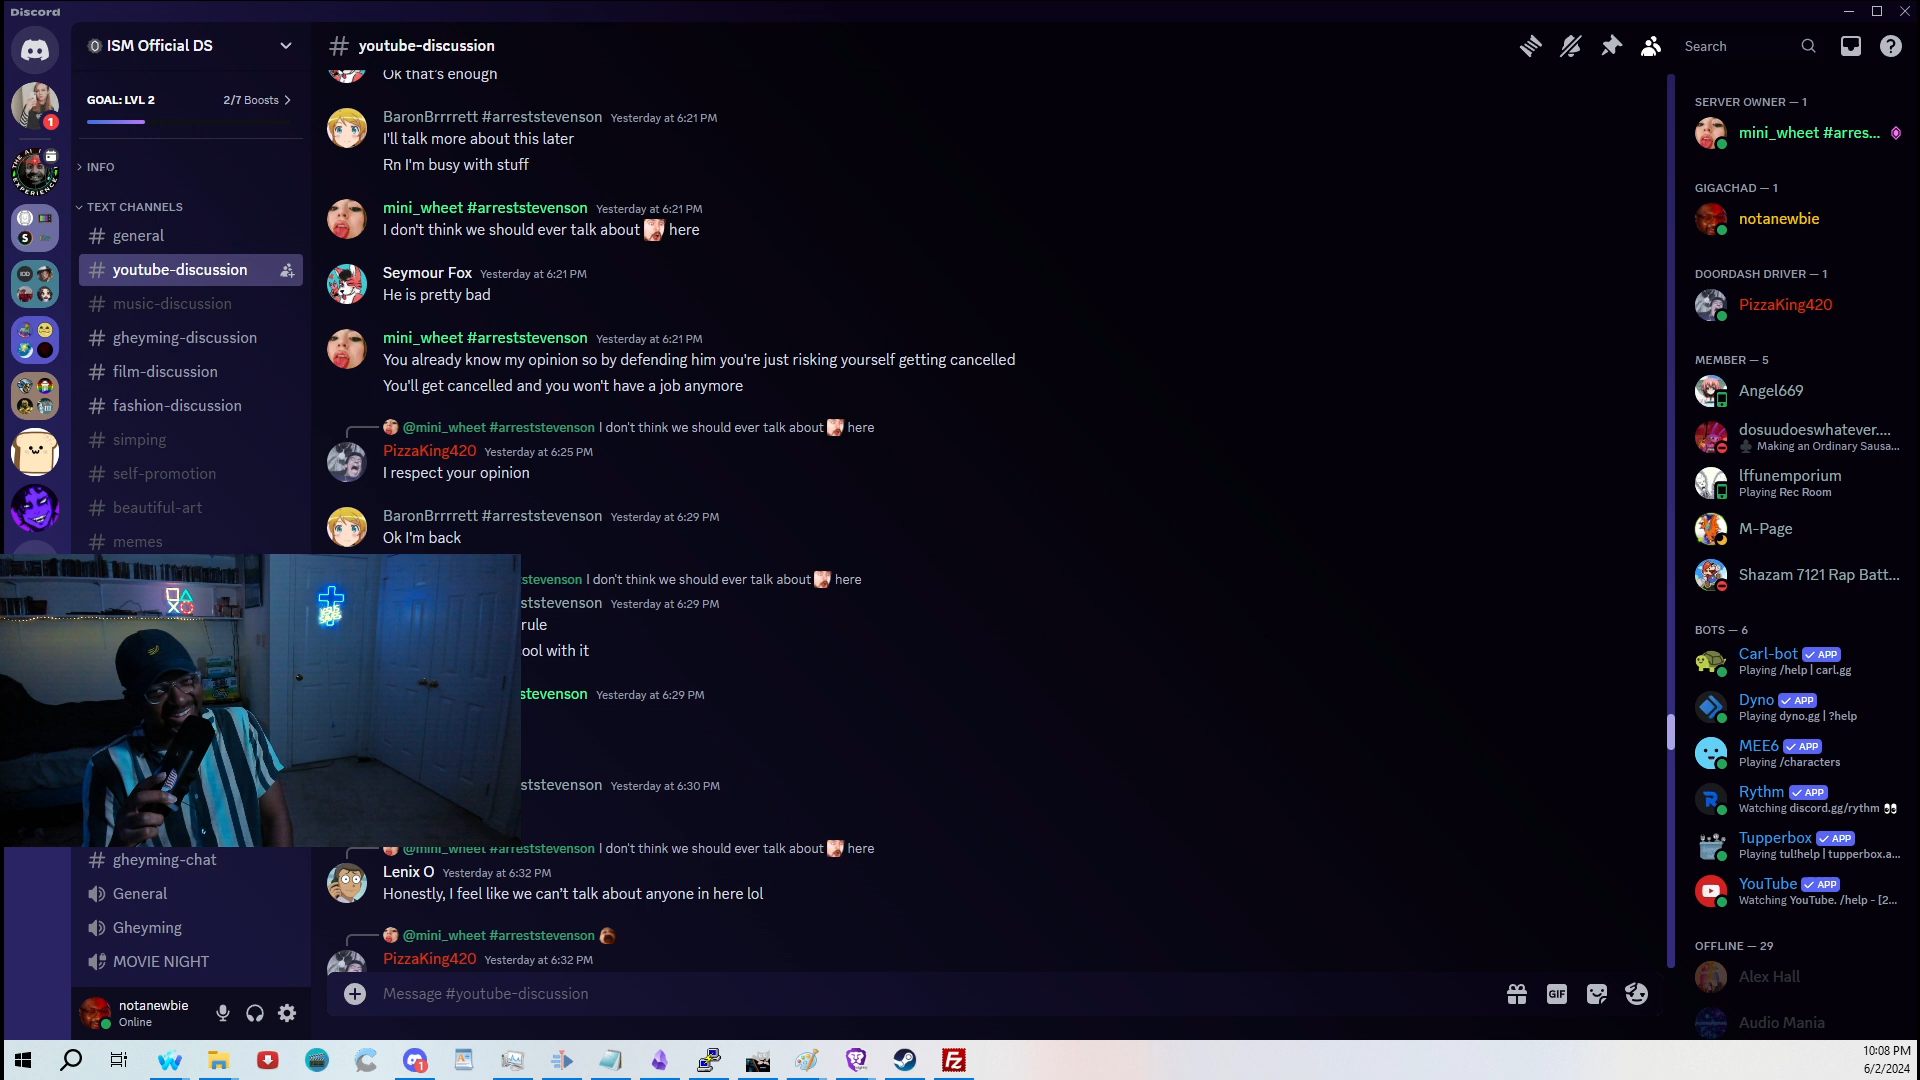 Discord
ISM Official DS
GOAL: LVL 2
2/7 Boosts
INFO
TEXT CHANNELS
general
youtube-discussion
music-discussion
gheyming-discussion
film-discussion
fashion-discussion
simping
self-promotion
beautiful-art
memes
gheyming-chat
General
Gheyming
MOVIE NIGHT
notanewbie
Online
youtube-discussion
Search
Ok that's enough
BaronBrrrrett #arreststevenson Yesterday at 6:21 PM
I'll talk more about this later
Rn I'm busy with stuff
mini_wheet #arreststevenson Yesterday at 6:21 PM
I don't think we should ever talk about here
Seymour Fox Yesterday at 6:21 PM
He is pretty bad
mini_wheet #arreststevenson Yesterday at 6:21 PM
You already know my opinion so by defending him you're just risking yourself getting cancelled
You'll get cancelled and you won't have a job anymore
@mini_wheet #arreststevenson I don't think we should ever talk about here
PizzaKing420 Yesterday at 6:25 PM
I respect your opinion
BaronBrrrrett #arreststevenson Yesterday at 6:29 PM
Ok I'm back
stevenson I don't think we should ever talk about here
ststevenson Yesterday at 6:29 PM
rule
ool with it
stevenson Yesterday at 6:29 PM
ststevenson Yesterday at 6:30 PM
@mini_wheet #arreststevenson I don't think we should ever talk about here
Lenix O Yesterday at 6:32 PM
Honestly, I feel like we can't talk about anyone in here lol
@mini_wheet #arreststevenson
PizzaKing420 Yesterday at 6:32 PM
Message #youtube-discussion
GIF
SERVER OWNER — 1
mini_wheet #arres...
GIGACHAD — 1
notanewbie
DOORDASH DRIVER — 1
PizzaKing420
MEMBER — 5
Angel669
dosuudoeswhatever....
Making an Ordinary Sausa...
lffunemporium
Playing Rec Room
M-Page
Shazam 7121 Rap Batt...
BOTS — 6
Carl-bot APP
Playing /help | carl.gg
Dyno APP
Playing dyno.gg | ?help
MEE6 APP
Playing /characters
Rythm APP
Watching discord.gg/rythm 👀
Tupperbox APP
Playing tul!help | tupperbox.a...
YouTube APP
Watching YouTube. /help - [2...
OFFLINE — 29
Alex Hall
Audio Mania
10:08 PM
6/2/2024